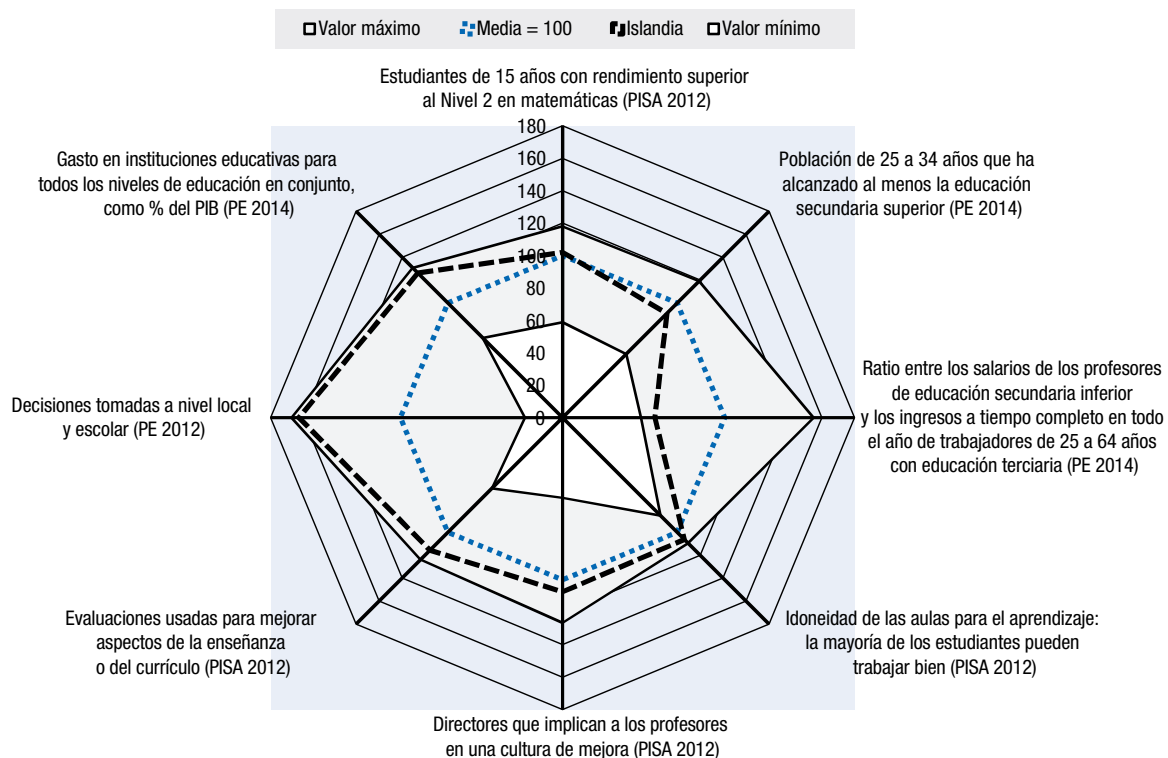 Valor máximo Media = 100 Islandia Valor mínimo
Estudiantes de 15 años con rendimiento superior
al Nivel 2 en matemáticas (PISA 2012)
Gasto en instituciones educativas para
todos los niveles de educación en conjunto,
como % del PIB (PE 2014)
Población de 25 a 34 años que ha
alcanzado al menos la educación
secundaria superior (PE 2014)
180
160
140
120
100
80
60
40
20
0
Decisiones tomadas a nivel local
y escolar (PE 2012)
Ratio entre los salarios de los profesores
de educación secundaria inferior
y los ingresos a tiempo completo en todo
el año de trabajadores de 25 a 64 años
con educación terciaria (PE 2014)
Evaluaciones usadas para mejorar
aspectos de la enseñanza
o del currículo (PISA 2012)
Idoneidad de las aulas para el aprendizaje:
la mayoría de los estudiantes pueden
trabajar bien (PISA 2012)
Directores que implican a los profesores
en una cultura de mejora (PISA 2012)